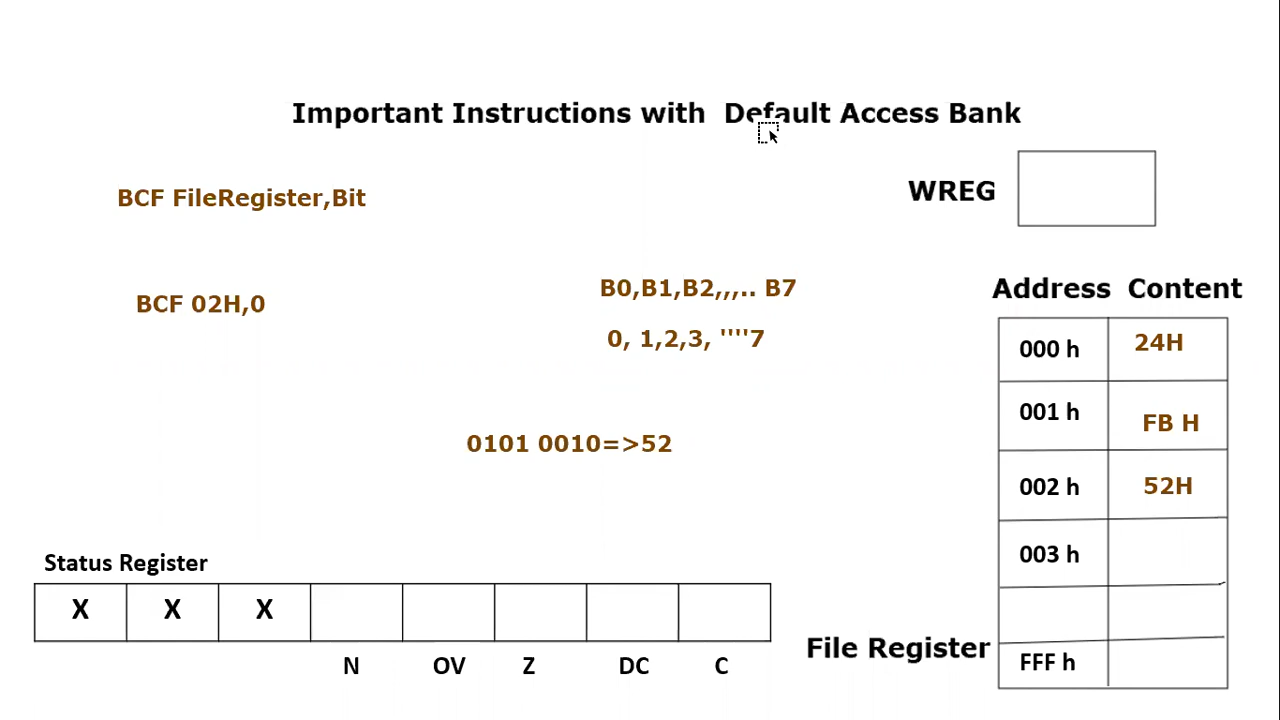 Important Instructions with Default Access Bank
BCF FileRegister,Bit
WREG
BCF 02H,0
B0,B1,B2,,,.. B7
0, 1,2,3, ''''7
0101 0010=>52
Address Content
000 h 24H
001 h FB H
002 h 52H
003 h
FFF h
File Register
Status Register
X X X
N OV Z DC C